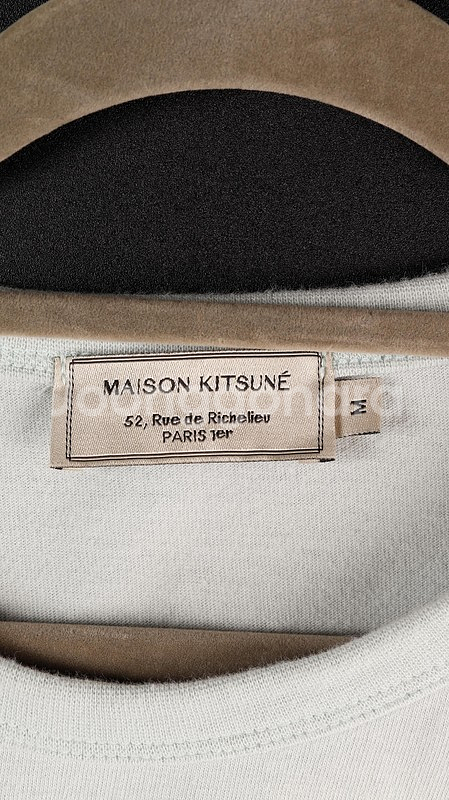 MAISON KITSUNÉ
52, Rue de Richelieu
PARIS 1er
M